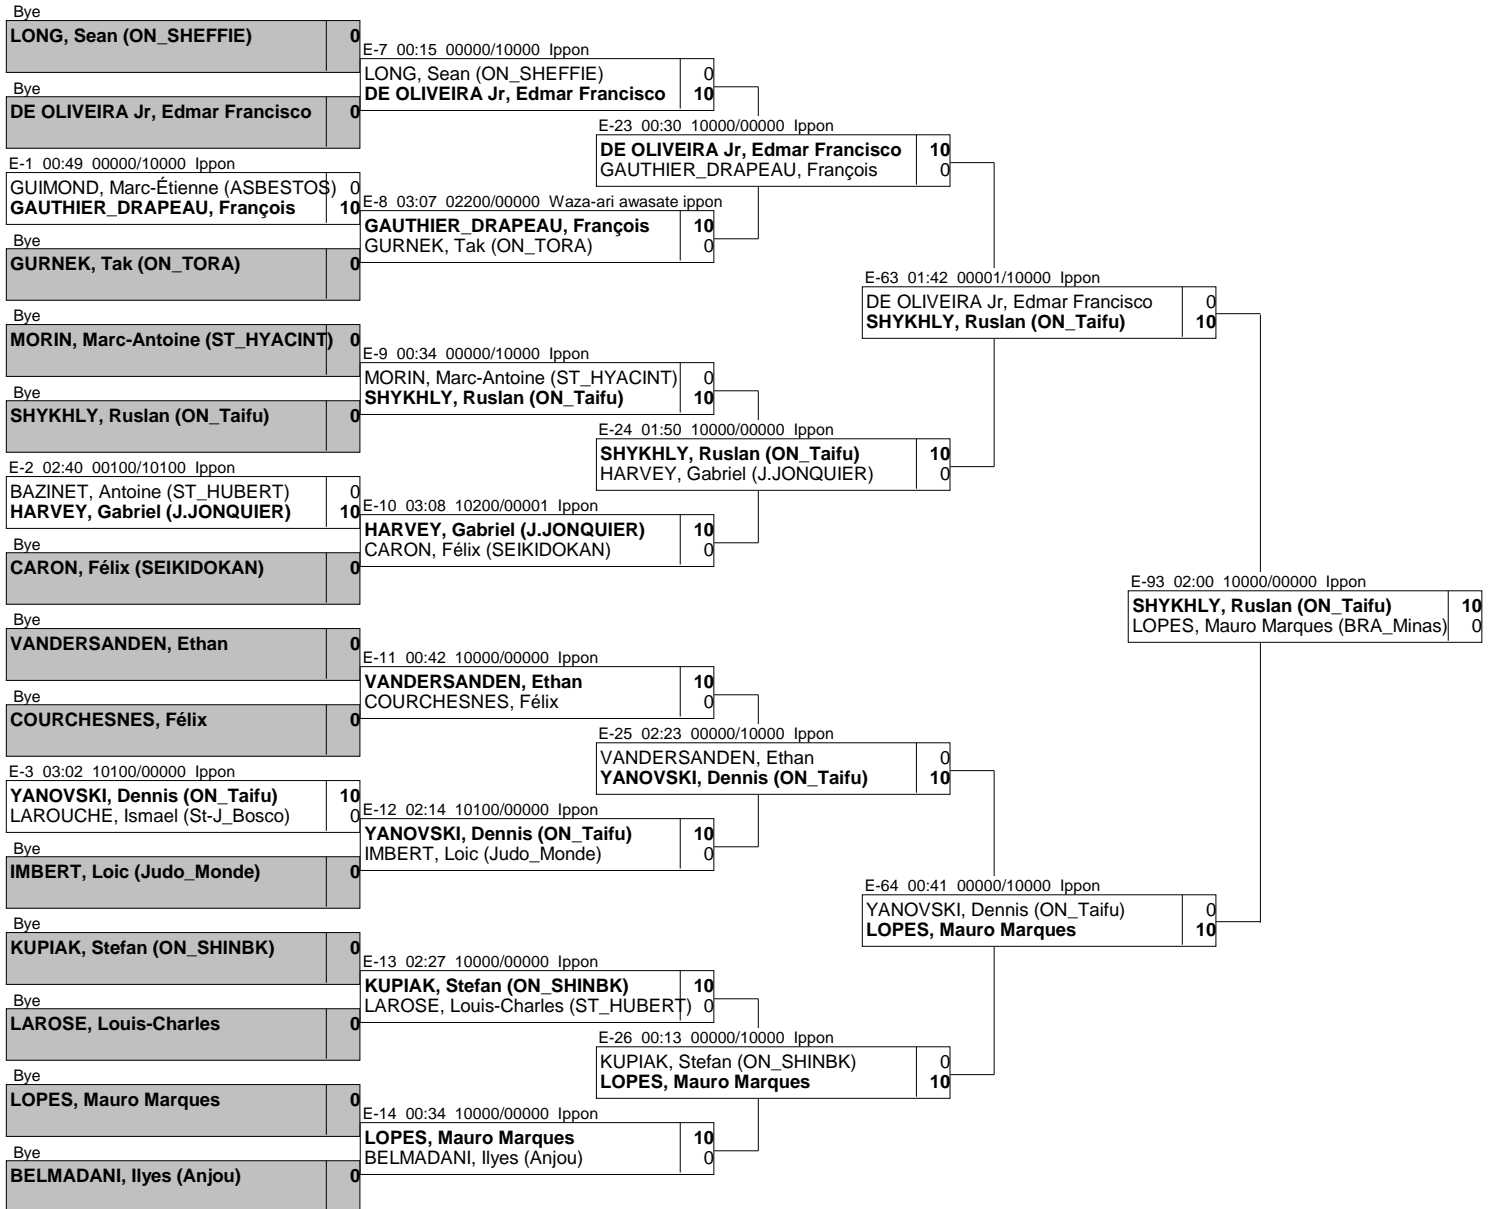 Bye
LONG, Sean (ON_SHEFFIE) 0
Bye
DE OLIVEIRA Jr, Edmar Francisco 0
E-1 00:49 00000/10000 Ippon
GUIMOND, Marc-Étienne (ASBESTOS) 0
GAUTHIER_DRAPEAU, François 10
Bye
GURNEK, Tak (ON_TORA) 0
Bye
MORIN, Marc-Antoine (ST_HYACINT) 0
Bye
SHYKHLY, Ruslan (ON_Taifu) 0
E-2 02:40 00100/10100 Ippon
BAZINET, Antoine (ST_HUBERT) 0
HARVEY, Gabriel (J.JONQUIER) 10
Bye
CARON, Félix (SEIKIDOKAN) 0
Bye
VANDERSANDEN, Ethan 0
Bye
COURCHESNES, Félix 0
E-3 03:02 10100/00000 Ippon
YANOVSKI, Dennis (ON_Taifu) 10
LAROUCHE, Ismael (St-J_Bosco) 0
Bye
IMBERT, Loic (Judo_Monde) 0
Bye
KUPIAK, Stefan (ON_SHINBK) 0
Bye
LAROSE, Louis-Charles 0
Bye
LOPES, Mauro Marques 0
Bye
BELMADANI, Ilyes (Anjou) 0
E-7 00:15 00000/10000 Ippon
LONG, Sean (ON_SHEFFIE) 0
DE OLIVEIRA Jr, Edmar Francisco 10
E-8 03:07 02200/00000 Waza-ari awasate ippon
GAUTHIER_DRAPEAU, François 10
GURNEK, Tak (ON_TORA) 0
E-9 00:34 00000/10000 Ippon
MORIN, Marc-Antoine (ST_HYACINT) 0
SHYKHLY, Ruslan (ON_Taifu) 10
E-10 03:08 10200/00001 Ippon
HARVEY, Gabriel (J.JONQUIER) 10
CARON, Félix (SEIKIDOKAN) 0
E-11 00:42 10000/00000 Ippon
VANDERSANDEN, Ethan 10
COURCHESNES, Félix 0
E-12 02:14 10100/00000 Ippon
YANOVSKI, Dennis (ON_Taifu) 10
IMBERT, Loic (Judo_Monde) 0
E-13 02:27 10000/00000 Ippon
KUPIAK, Stefan (ON_SHINBK) 10
LAROSE, Louis-Charles (ST_HUBERT) 0
E-14 00:34 10000/00000 Ippon
LOPES, Mauro Marques 10
BELMADANI, Ilyes (Anjou) 0
E-23 00:30 10000/00000 Ippon
DE OLIVEIRA Jr, Edmar Francisco 10
GAUTHIER_DRAPEAU, François 0
E-24 01:50 10000/00000 Ippon
SHYKHLY, Ruslan (ON_Taifu) 10
HARVEY, Gabriel (J.JONQUIER) 0
E-25 02:23 00000/10000 Ippon
VANDERSANDEN, Ethan 0
YANOVSKI, Dennis (ON_Taifu) 10
E-26 00:13 00000/10000 Ippon
KUPIAK, Stefan (ON_SHINBK) 0
LOPES, Mauro Marques 10
E-63 01:42 00001/10000 Ippon
DE OLIVEIRA Jr, Edmar Francisco 0
SHYKHLY, Ruslan (ON_Taifu) 10
E-64 00:41 00000/10000 Ippon
YANOVSKI, Dennis (ON_Taifu) 0
LOPES, Mauro Marques 10
E-93 02:00 10000/00000 Ippon
SHYKHLY, Ruslan (ON_Taifu) 10
LOPES, Mauro Marques (BRA_Minas) 0